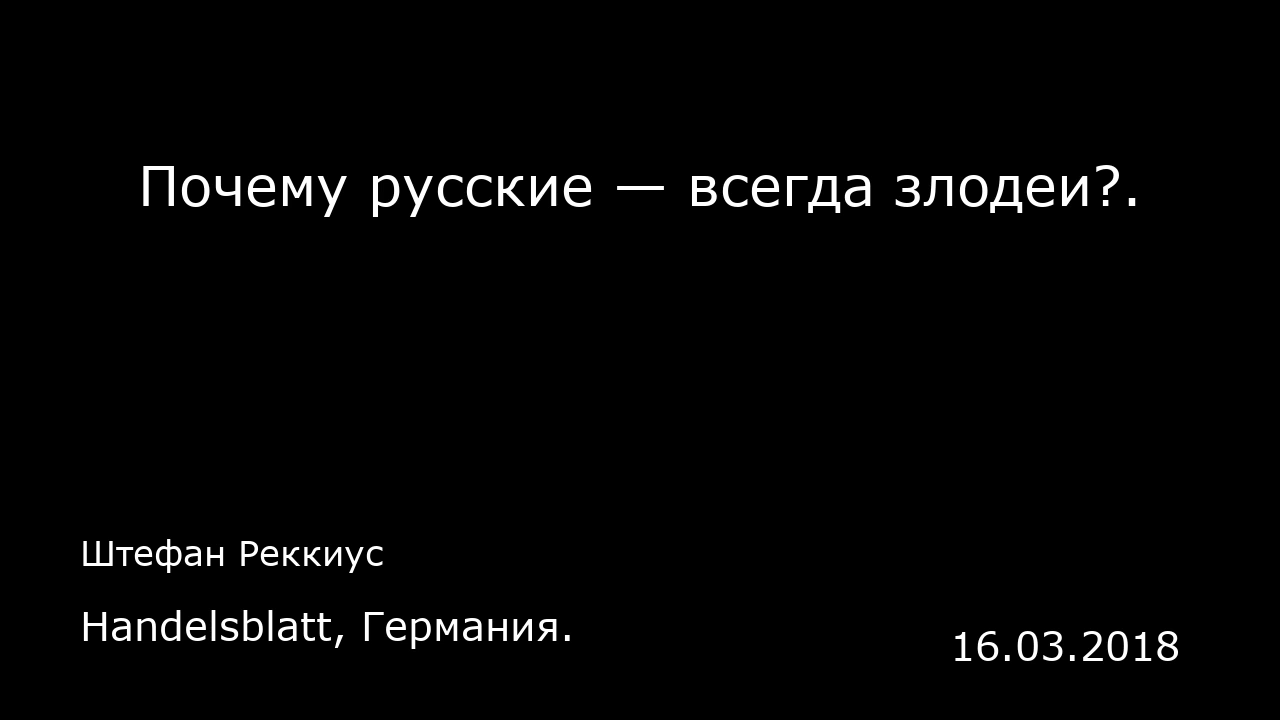 Почему русские — всегда злодеи?.
Штефан Реккиус
Handelsblatt, Германия.
16.03.2018